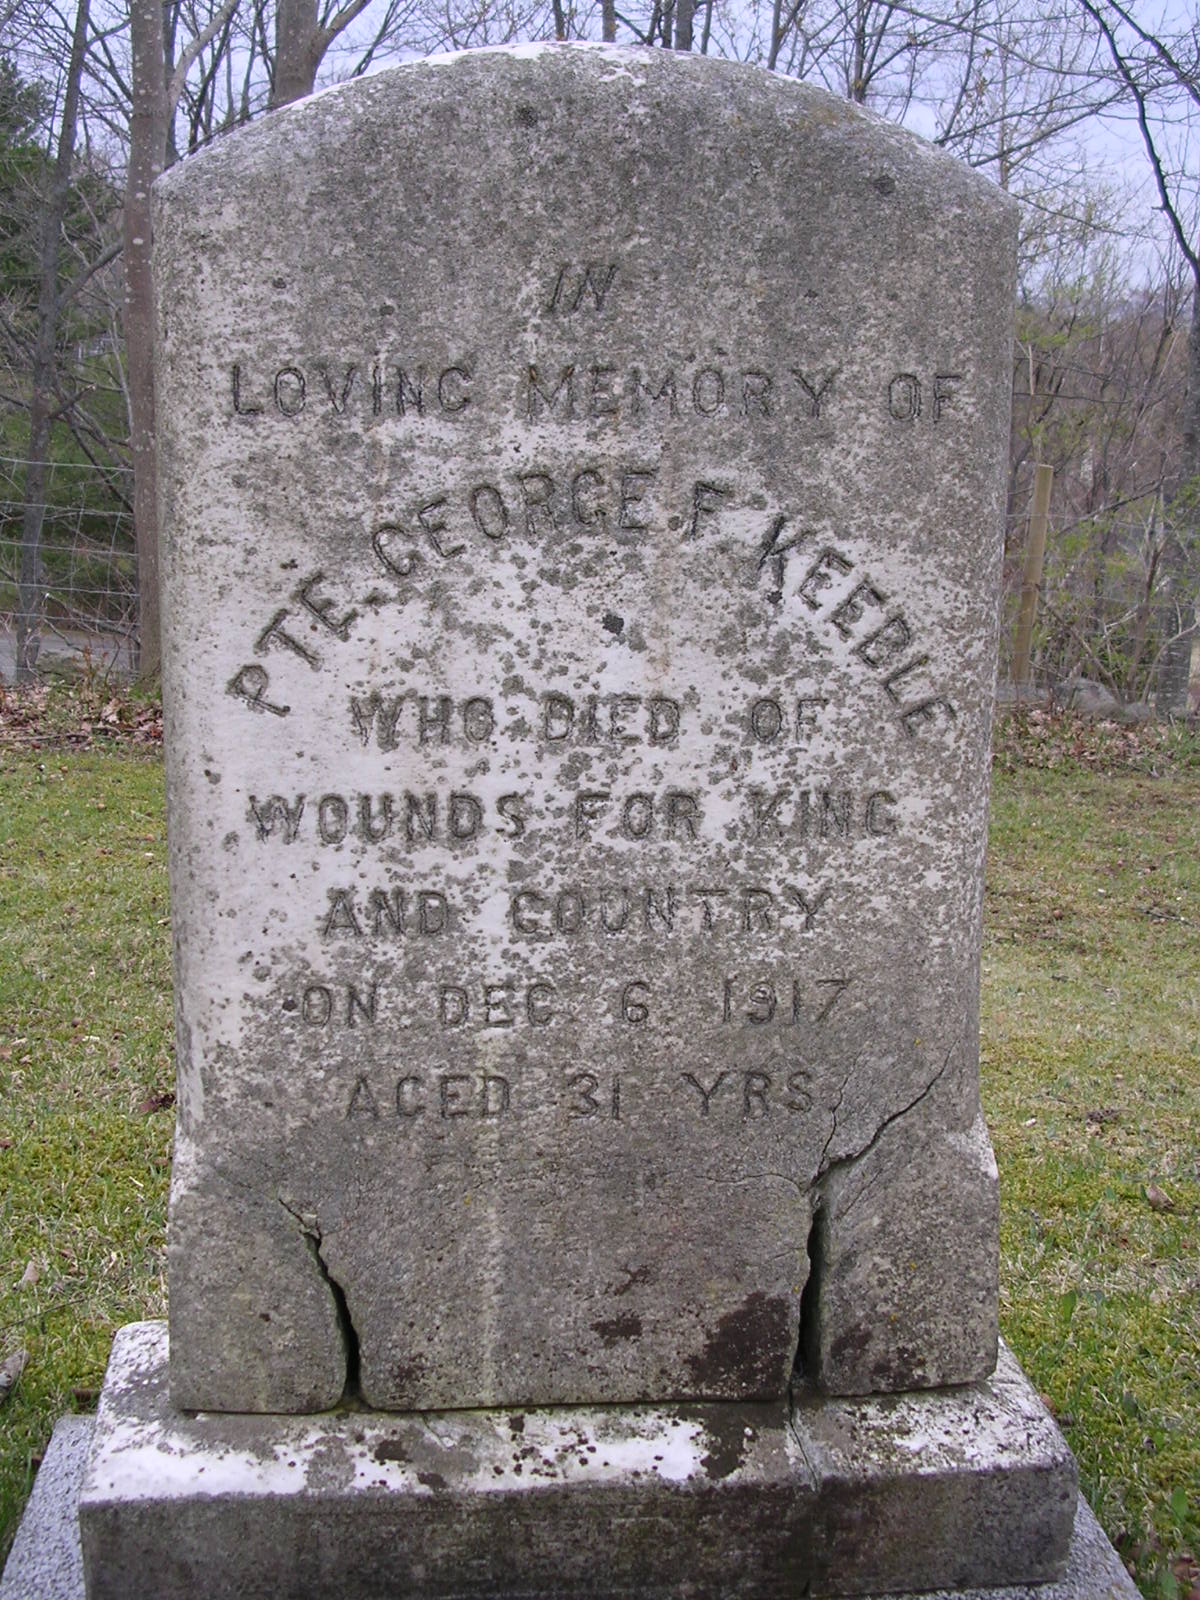 IN
LOVING MEMORY OF
PTE. GEORGE F KEEBLE
WHO DIED OF
WOUNDS FOR KING
AND COUNTRY
ON DEC 6 1917
AGED 31 YRS